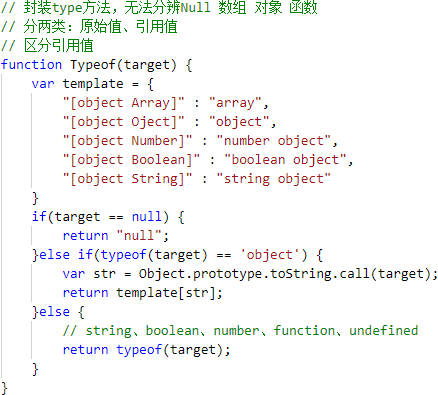 // 封装type方法，无法分辨Null 数组 对象 函数
// 分两类：原始值、引用值
// 区分引用值
function Typeof(target) {
    var template = {
        "[object Array]" : "array",
        "[object Oject]" : "object",
        "[object Number]" : "number object",
        "[object Boolean]" : "boolean object",
        "[object String]" : "string object"
    }
    if(target == null) {
        return "null";
    }else if(typeof(target) == 'object') {
        var str = Object.prototype.toString.call(target);
        return template[str];
    }else {
        // string、boolean、number、function、undefined
        return typeof(target);
    }
}